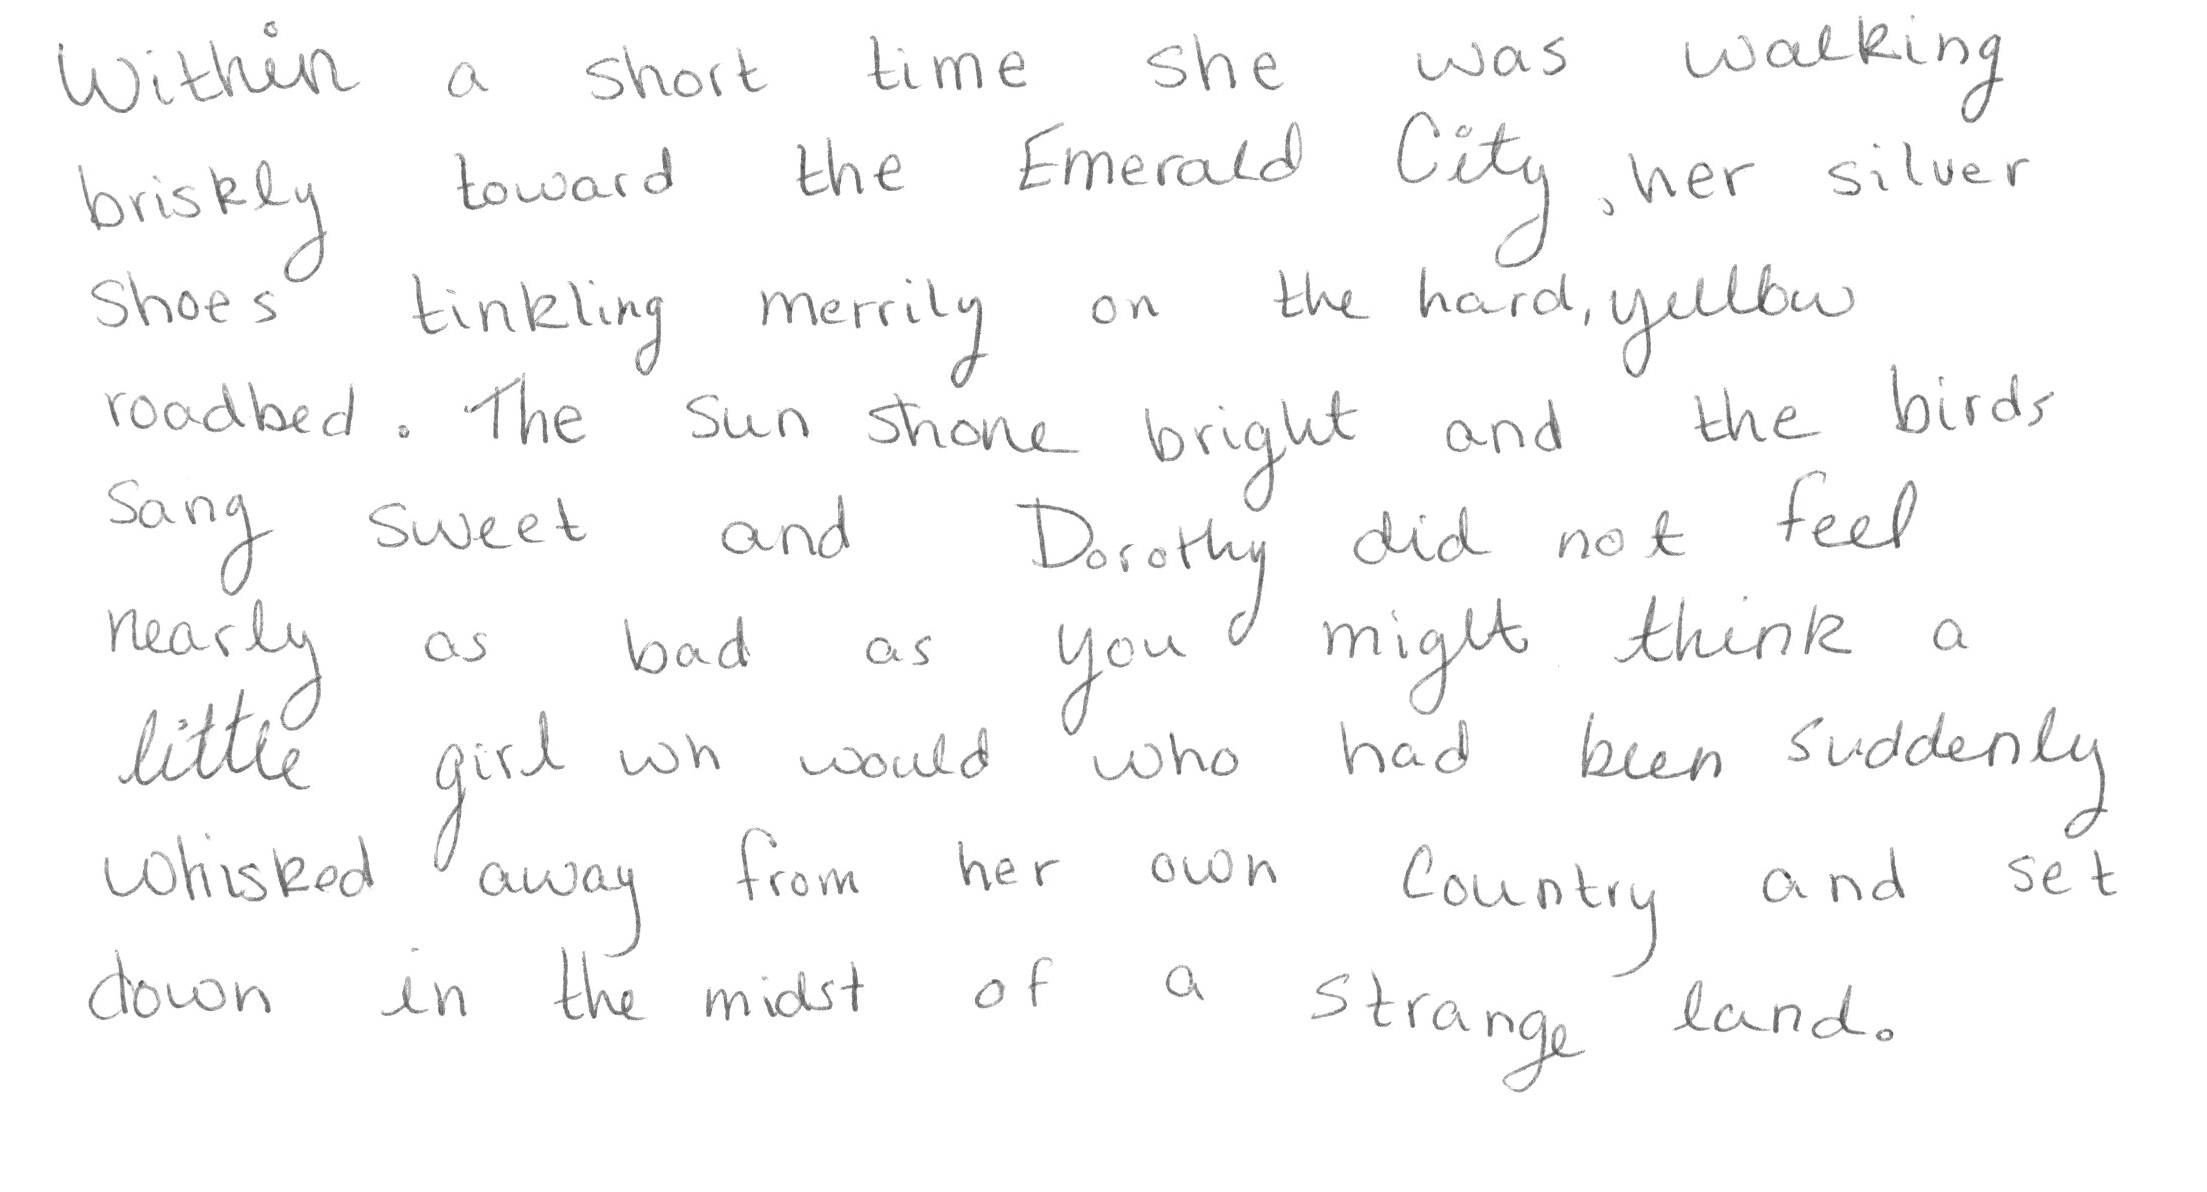 Within a short time she was walking
briskly toward the Emerald City, her silver
Shoes tinkling merrily on the hard, yellow
roadbed. The sun shone bright and the birds
sang sweet and Dorothy did not feel
nearly as bad as you might think a
little girl wh would who had been suddenly
whisked away from her own Country and set
down in the midst of a strange land.